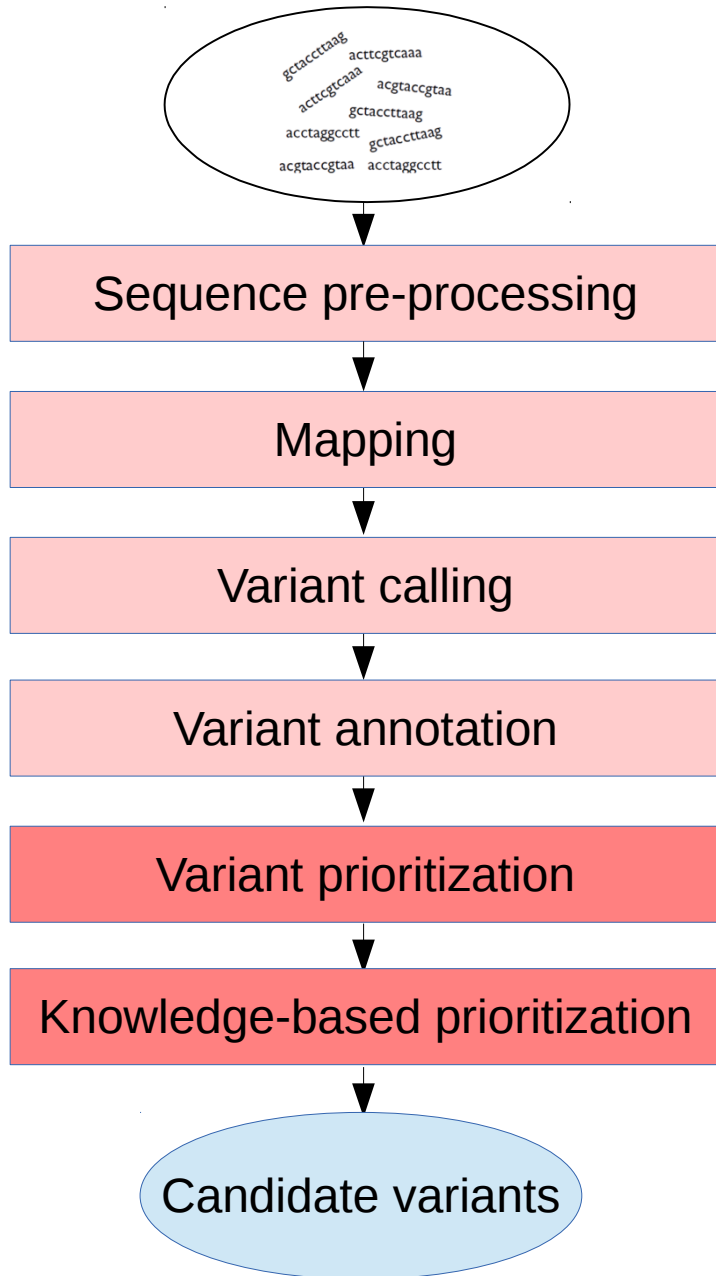 gctaccttaag
acttcgtcaaa
acttcgtcaaa
acgtaccgtaa
gctaccttaag
acctaggcctt
gctaccttaag
acgtaccgtaa
acctaggcctt
Sequence pre-processing
Mapping
Variant calling
Variant annotation
Variant prioritization
Knowledge-based prioritization
Candidate variants